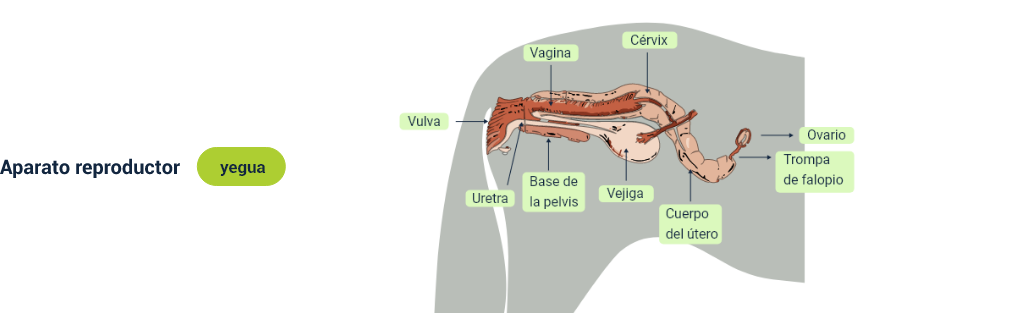 Aparato reproductor yegua
Vulva
Vagina
Cérvix
Ovario
Trompa
de falopio
Uretra
Base de
la pelvis
Vejiga
Cuerpo
del útero